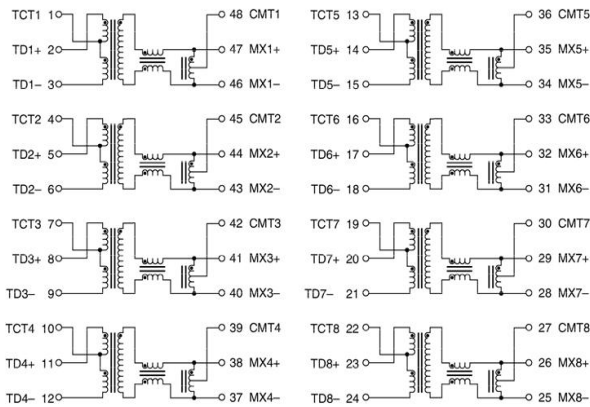 TCT1 1 48 CMT1 TCT5 13 36 CMT5
TD1+ 2 47 MX1+ TD5+ 14 35 MX5+
TD1– 3 46 MX1– TD5– 15 34 MX5–
TCT2 4 45 CMT2 TCT6 16 33 CMT6
TD2+ 5 44 MX2+ TD6+ 17 32 MX6+
TD2– 6 43 MX2– TD6– 18 31 MX6–
TCT3 7 42 CMT3 TCT7 19 30 CMT7
TD3+ 8 41 MX3+ TD7+ 20 29 MX7+
TD3– 9 40 MX3– TD7– 21 28 MX7–
TCT4 10 39 CMT4 TCT8 22 27 CMT8
TD4+ 11 38 MX4+ TD8+ 23 26 MX8+
TD4– 12 37 MX4– TD8– 24 25 MX8–